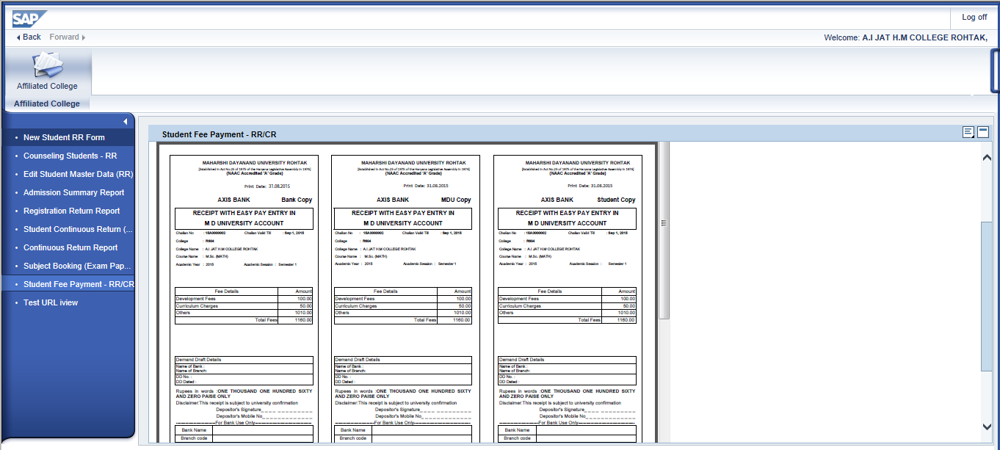 SAP
Log off
Back Forward
Welcome: A.I JAT H.M COLLEGE ROHTAK,
Affiliated College
Affiliated College
• New Student RR Form
• Counseling Students - RR
• Edit Student Master Data (RR)
• Admission Summary Report
• Registration Return Report
• Student Continuous Return (...
• Continuous Return Report
• Subject Booking (Exam Pap...
• Student Fee Payment - RR/CR
• Test URL iview
Student Fee Payment - RR/CR
MAHARSHI DAYANAND UNIVERSITY ROHTAK
[Established in Act No.25 of 1975 of the Haryana Legislative Assembly in 1975]
(NAAC Accredited 'A' Grade)
Print Date: 31.08.2015
AXIS BANK Bank Copy
RECEIPT WITH EASY PAY ENTRY IN
M D UNIVERSITY ACCOUNT
Challan No : 15A0000002 Challan Valid Till : Sep 1, 2015
College : R604
College Name : A.I JAT H.M COLLEGE ROHTAK
Course Name : M.Sc. (MATH)
Academic Year : 2015 Academic Session : Semester 1
Fee Details Amount
Development Fees 100.00
Curriculum Charges 50.00
Others 1010.00
Total Fees 1160.00
Demand Draft Details
Name of Bank :
Name of Branch:
DD No. :
DD Dated :
Rupees in words :ONE THOUSAND ONE HUNDRED SIXTY
AND ZERO PAISE ONLY
Disclaimer:This receipt is subject to university confirmation
Depositor's Signature_ _ _ _ _ _ _ _ _ _
Depositor's Mobile No_ _ _ _ _ _ _ _ _ _
----------------For Bank Use Only----------------
Bank Name
Branch code
MAHARSHI DAYANAND UNIVERSITY ROHTAK
[Established in Act No.25 of 1975 of the Haryana Legislative Assembly in 1975]
(NAAC Accredited 'A' Grade)
Print Date: 31.08.2015
AXIS BANK MDU Copy
RECEIPT WITH EASY PAY ENTRY IN
M D UNIVERSITY ACCOUNT
Challan No : 15A0000002 Challan Valid Till : Sep 1, 2015
College : R604
College Name : A.I JAT H.M COLLEGE ROHTAK
Course Name : M.Sc. (MATH)
Academic Year : 2015 Academic Session : Semester 1
Fee Details Amount
Development Fees 100.00
Curriculum Charges 50.00
Others 1010.00
Total Fees 1160.00
Demand Draft Details
Name of Bank :
Name of Branch:
DD No. :
DD Dated :
Rupees in words :ONE THOUSAND ONE HUNDRED SIXTY
AND ZERO PAISE ONLY
Disclaimer:This receipt is subject to university confirmation
Depositor's Signature_ _ _ _ _ _ _ _ _ _
Depositor's Mobile No_ _ _ _ _ _ _ _ _ _
----------------For Bank Use Only----------------
Bank Name
Branch code
MAHARSHI DAYANAND UNIVERSITY ROHTAK
[Established in Act No.25 of 1975 of the Haryana Legislative Assembly in 1975]
(NAAC Accredited 'A' Grade)
Print Date: 31.08.2015
AXIS BANK Student Copy
RECEIPT WITH EASY PAY ENTRY IN
M D UNIVERSITY ACCOUNT
Challan No : 15A0000002 Challan Valid Till : Sep 1, 2015
College : R604
College Name : A.I JAT H.M COLLEGE ROHTAK
Course Name : M.Sc. (MATH)
Academic Year : 2015 Academic Session : Semester 1
Fee Details Amount
Development Fees 100.00
Curriculum Charges 50.00
Others 1010.00
Total Fees 1160.00
Demand Draft Details
Name of Bank :
Name of Branch:
DD No. :
DD Dated :
Rupees in words :ONE THOUSAND ONE HUNDRED SIXTY
AND ZERO PAISE ONLY
Disclaimer:This receipt is subject to university confirmation
Depositor's Signature_ _ _ _ _ _ _ _ _ _
Depositor's Mobile No_ _ _ _ _ _ _ _ _ _
----------------For Bank Use Only----------------
Bank Name
Branch code